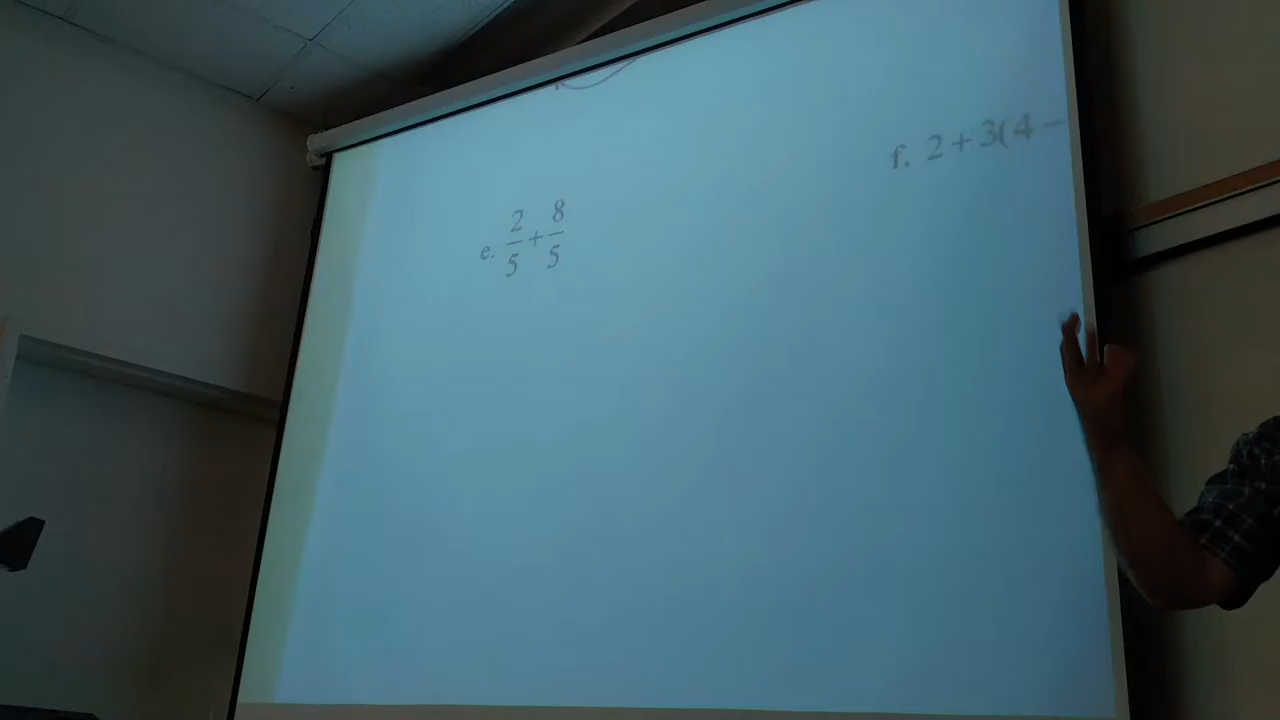 e. 2/5 + 8/5
f. 2 + 3(4 −